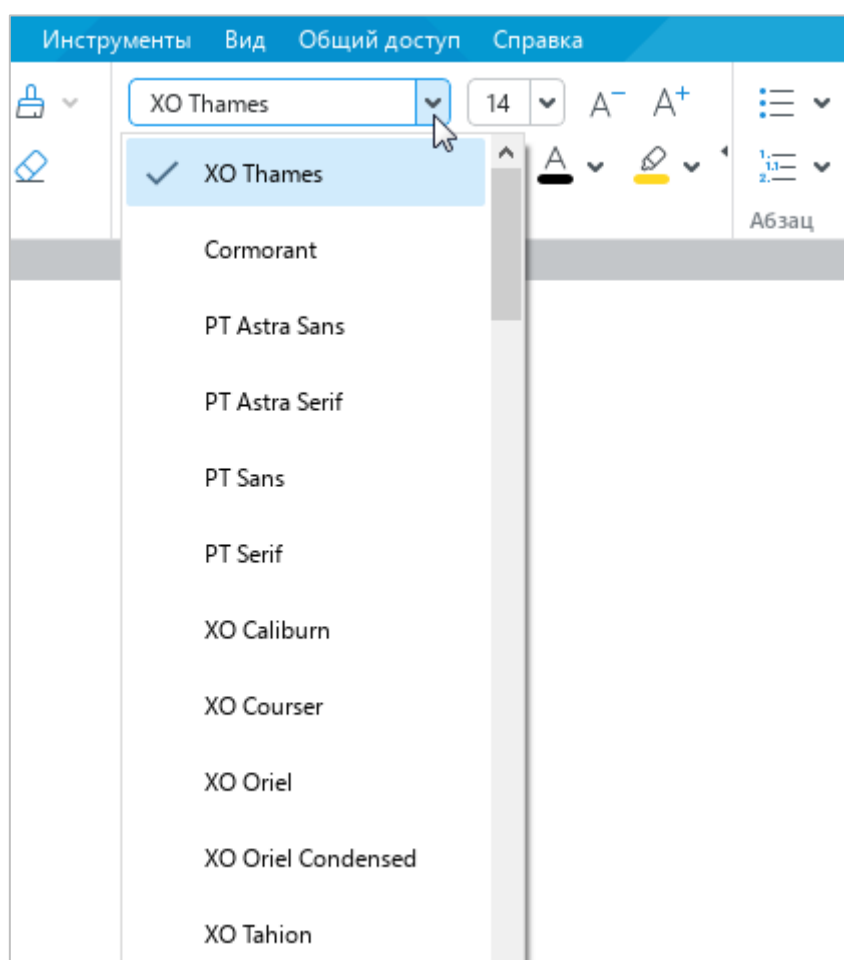 Инструменты Вид Общий доступ Справка
XO Thames 14 A− A+
XO Thames A
Cormorant
Абзац
PT Astra Sans
PT Astra Serif
PT Sans
PT Serif
XO Caliburn
XO Courser
XO Oriel
XO Oriel Condensed
XO Tahion